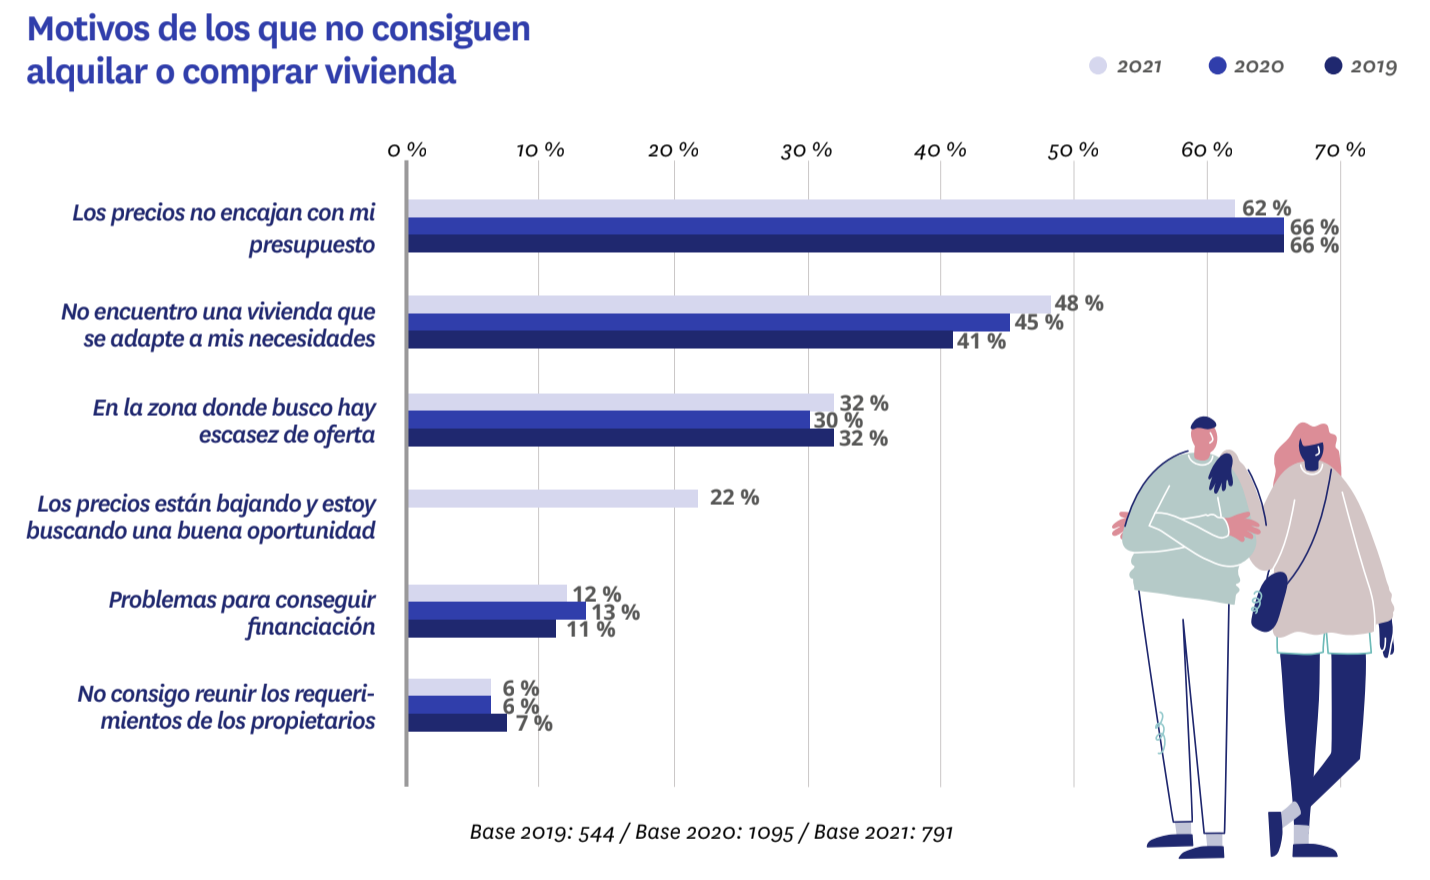 Motivos de los que no consiguen
alquilar o comprar vivienda
2021 2020 2019
0 % 10 % 20 % 30 % 40 % 50 % 60 % 70 %
Los precios no encajan con mi
presupuesto
62 %
66 %
66 %
No encuentro una vivienda que
se adapte a mis necesidades
48 %
45 %
41 %
En la zona donde busco hay
escasez de oferta
32 %
30 %
32 %
Los precios están bajando y estoy
buscando una buena oportunidad
22 %
Problemas para conseguir
financiación
12 %
13 %
11 %
No consigo reunir los requeri-
mientos de los propietarios
6 %
6 %
7 %
Base 2019: 544 / Base 2020: 1095 / Base 2021: 791